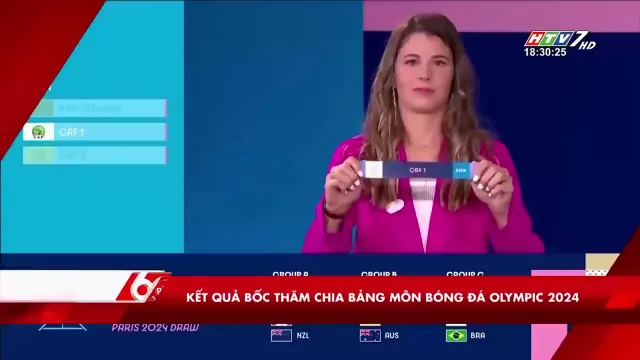 HTV7 HD
18:30:25
CAF 1
CAF 1
FIFA
GROUP A GROUP B GROUP C
KẾT QUẢ BỐC THĂM CHIA BẢNG MÔN BÓNG ĐÁ OLYMPIC 2024
PARIS 2024 DRAW
NZL AUS BRA